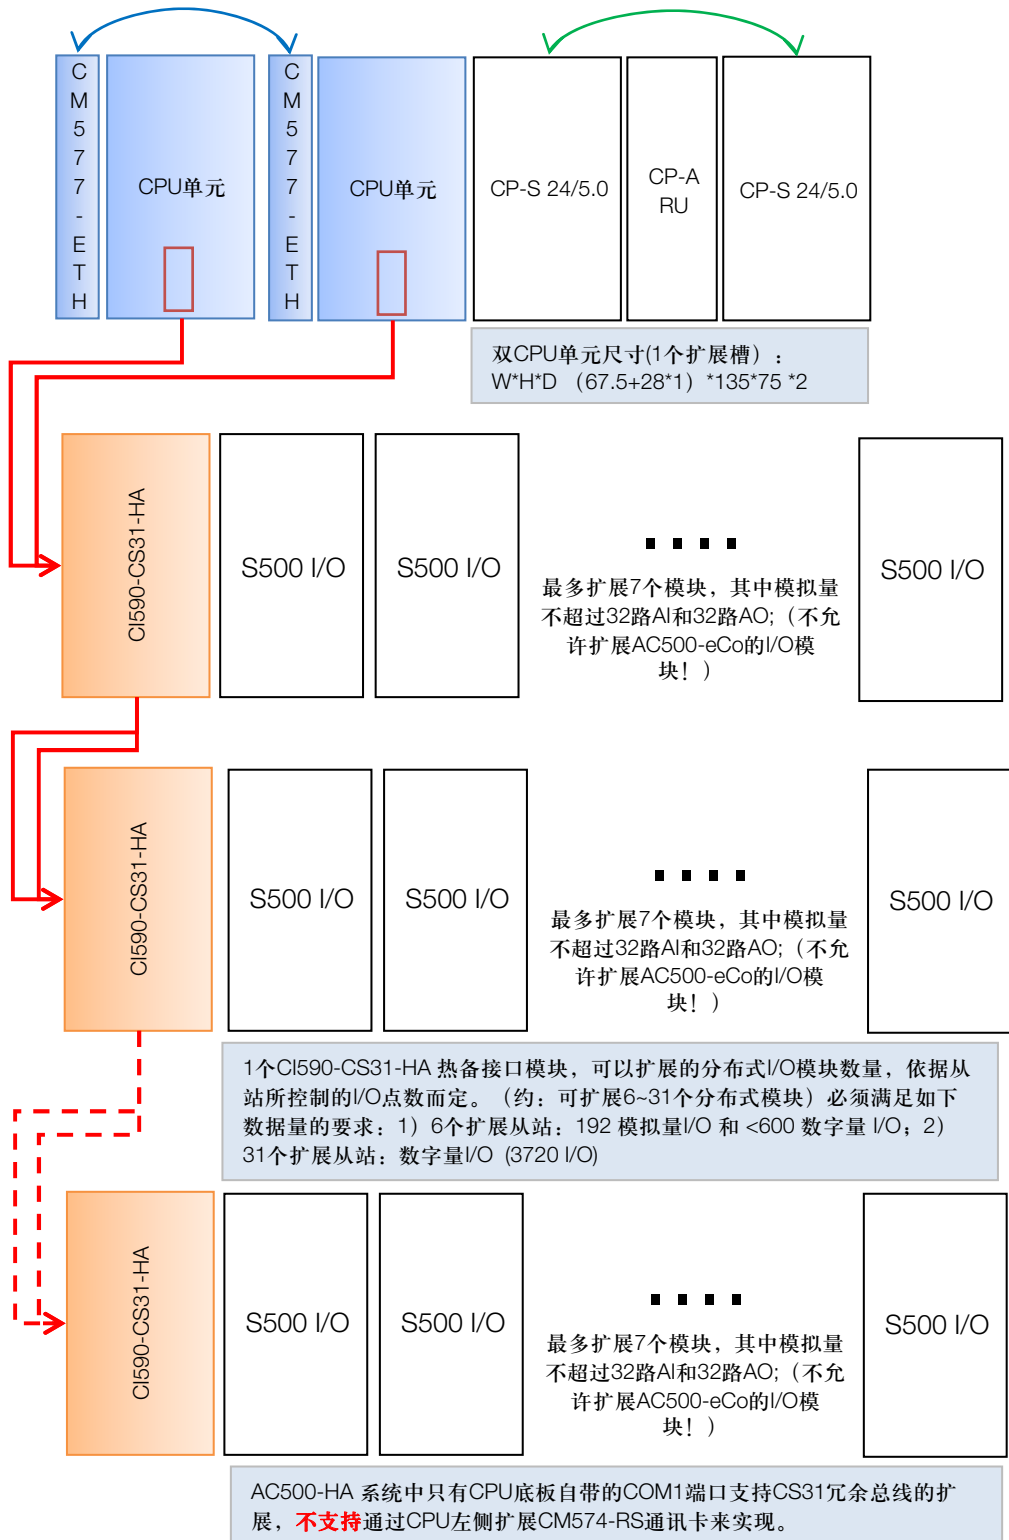 CM577-ETH
CPU单元
CM577-ETH
CPU单元
CP-S 24/5.0
CP-A
RU
CP-S 24/5.0
双CPU单元尺寸(1个扩展槽）：
W*H*D （67.5+28*1）*135*75 *2
CI590-CS31-HA
S500 I/O
S500 I/O
最多扩展7个模块，其中模拟量
不超过32路AI和32路AO;（不允
许扩展AC500-eCo的I/O模
块！）
S500 I/O
CI590-CS31-HA
S500 I/O
S500 I/O
最多扩展7个模块，其中模拟量
不超过32路AI和32路AO;（不允
许扩展AC500-eCo的I/O模
块！）
S500 I/O
1个CI590-CS31-HA 热备接口模块，可以扩展的分布式I/O模块数量，依据从
站所控制的I/O点数而定。（约：可扩展6~31个分布式模块）必须满足如下
数据量的要求：1）6个扩展从站：192 模拟量I/O 和 <600 数字量 I/O；2）
31个扩展从站：数字量I/O (3720 I/O)
CI590-CS31-HA
S500 I/O
S500 I/O
最多扩展7个模块，其中模拟量
不超过32路AI和32路AO;（不允
许扩展AC500-eCo的I/O模
块！）
S500 I/O
AC500-HA 系统中只有CPU底板自带的COM1端口支持CS31冗余总线的扩
展，不支持通过CPU左侧扩展CM574-RS通讯卡来实现。